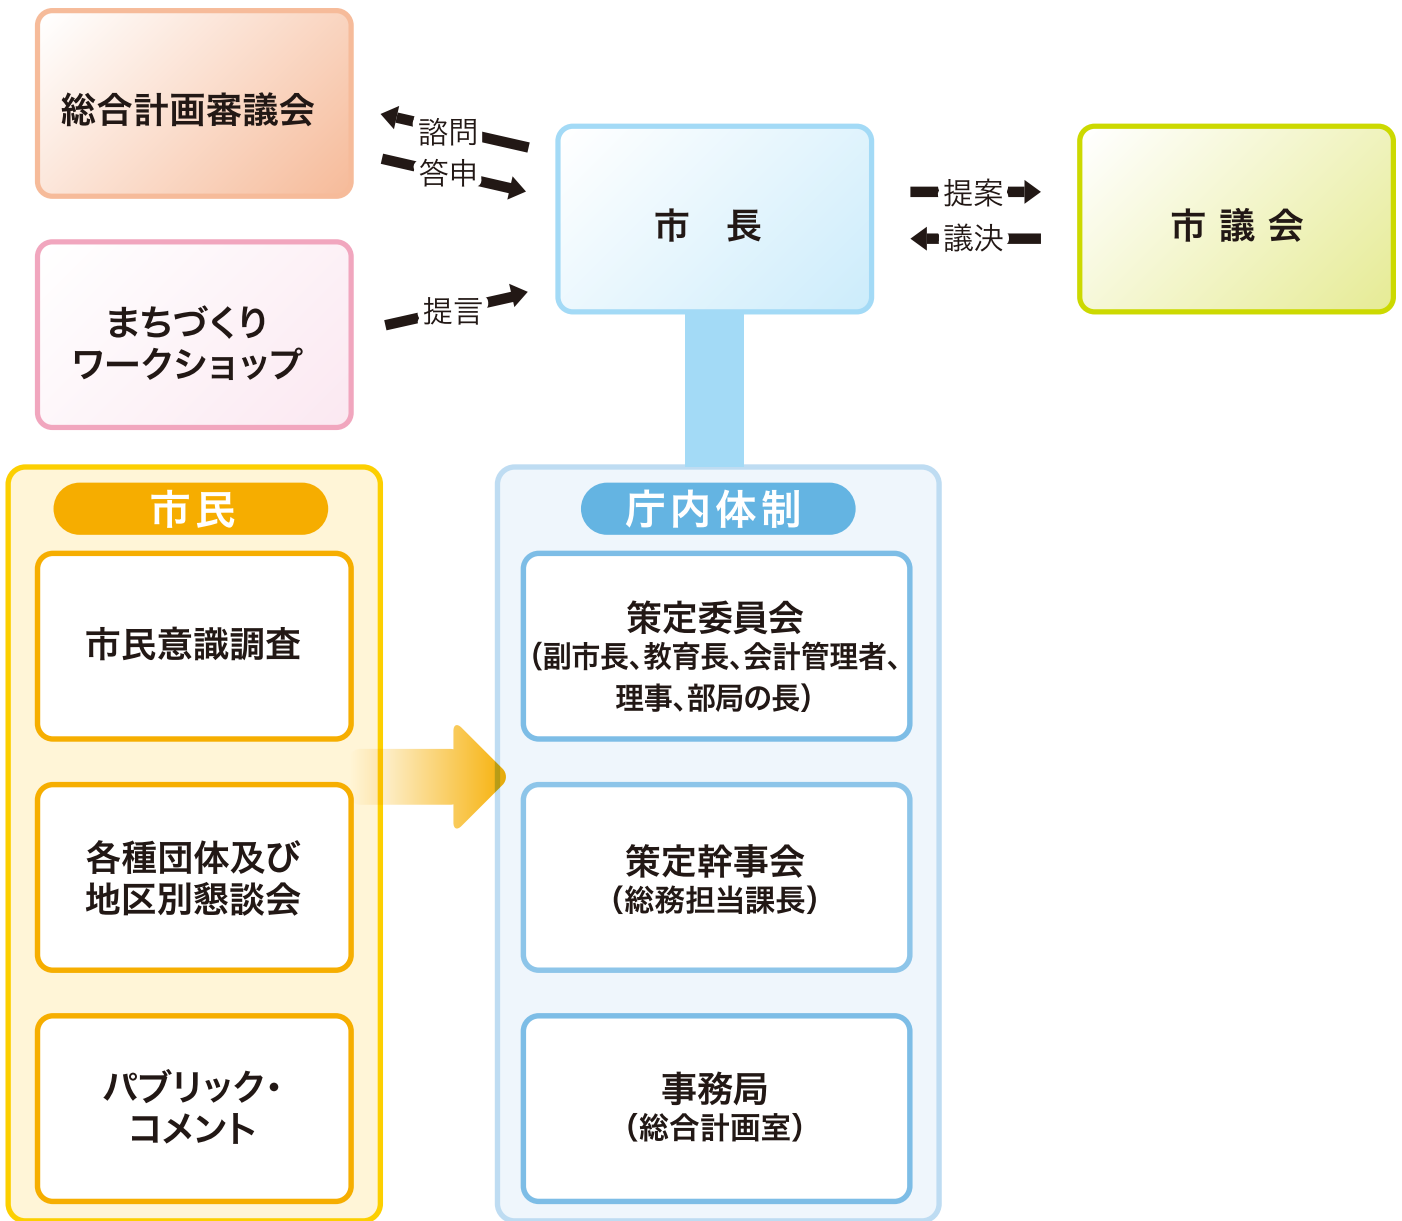 総合計画審議会
諮問
答申
まちづくり
ワークショップ
提言
市　長
提案
議決
市議会
市民
市民意識調査
各種団体及び
地区別懇談会
パブリック・
コメント
庁内体制
策定委員会
（副市長、教育長、会計管理者、
理事、部局の長）
策定幹事会
（総務担当課長）
事務局
（総合計画室）